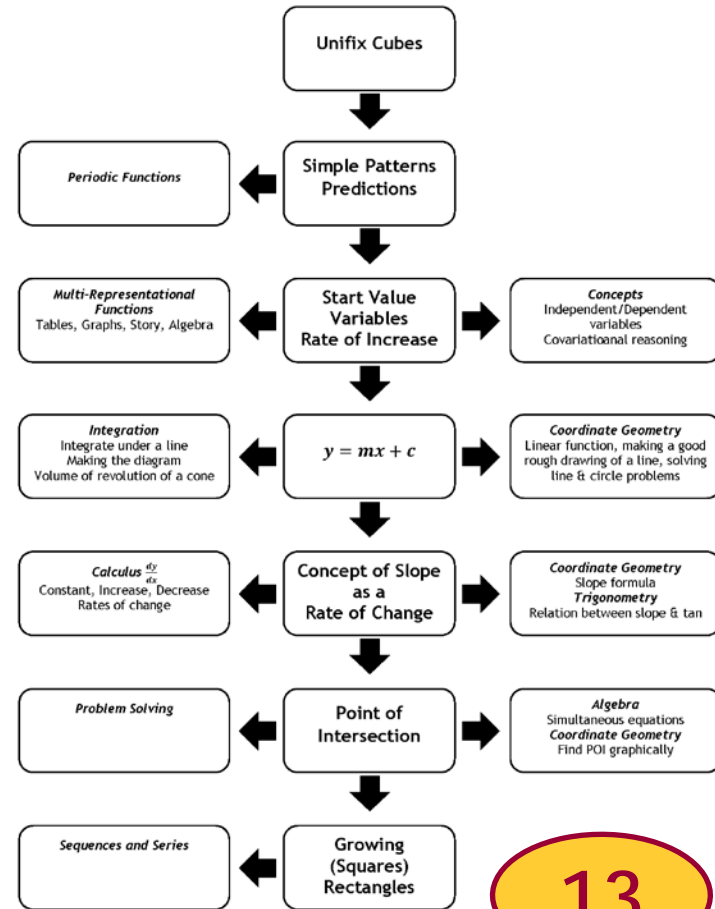 Unifix Cubes
Periodic Functions
Simple Patterns
Predictions
Multi-Representational
Functions
Tables, Graphs, Story, Algebra
Start Value
Variables
Rate of Increase
Concepts
Independent/Dependent
variables
Covariatioanal reasoning
Integration
Integrate under a line
Making the diagram
Volume of revolution of a cone
y = mx + c
Coordinate Geometry
Linear function, making a good
rough drawing of a line, solving
line & circle problems
Calculus dy/dx
Constant, Increase, Decrease
Rates of change
Concept of Slope
as a
Rate of Change
Coordinate Geometry
Slope formula
Trigonometry
Relation between slope & tan
Problem Solving
Point of
Intersection
Algebra
Simultaneous equations
Coordinate Geometry
Find POI graphically
Sequences and Series
Growing
(Squares)
Rectangles
13